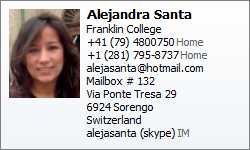 Alejandra Santa
Franklin College
+41 (79) 4800750 Home
+1 (281) 795-8737 Home
alejasanta@hotmail.com
Mailbox # 132
Via Ponte Tresa 29
6924 Sorengo
Switzerland
alejasanta (skype) IM